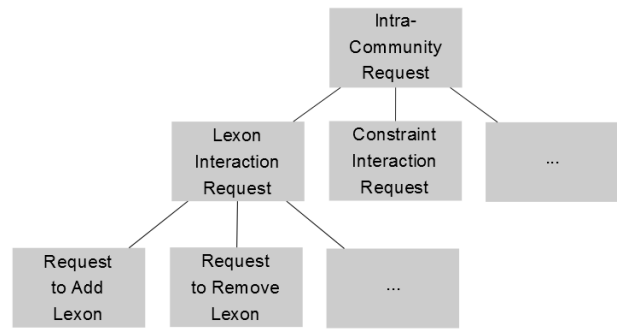 Intra-
Community
Request
Lexon
Interaction
Request
Constraint
Interaction
Request
...
Request
to Add
Lexon
Request
to Remove
Lexon
...